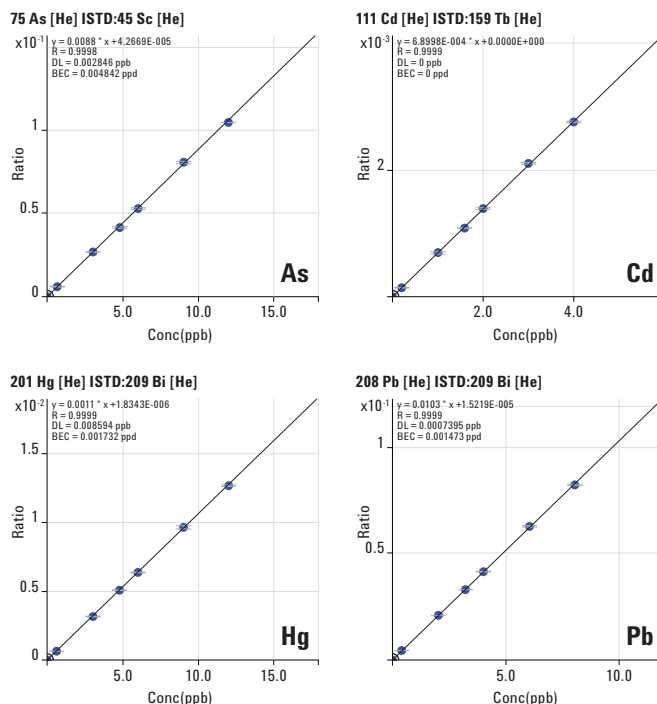 75 As [He] ISTD:45 Sc [He]
x10-1
y = 0.0088 * x +4.2669E-005
R = 0.9998
DL = 0.002846 ppb
BEC = 0.004842 ppd
1
0.5
0
Ratio
5.0 10.0 15.0
Conc(ppb)
As
111 Cd [He] ISTD:159 Tb [He]
x10-3
y = 6.8998E-004 * x +0.0000E+000
R = 0.9999
DL = 0 ppb
BEC = 0 ppd
2
Ratio
2.0 4.0
Conc(ppb)
Cd
201 Hg [He] ISTD:209 Bi [He]
x10-2
y = 0.0011 * x +1.8343E-006
R = 0.9999
DL = 0.008594 ppb
BEC = 0.001732 ppd
1.5
1
0.5
0
Ratio
5.0 10.0 15.0
Conc(ppb)
Hg
208 Pb [He] ISTD:209 Bi [He]
x10-1
y = 0.0103 * x +1.5219E-005
R = 0.9999
DL = 0.0007395 ppb
BEC = 0.001473 ppd
1
0.5
Ratio
5.0 10.0
Conc(ppb)
Pb